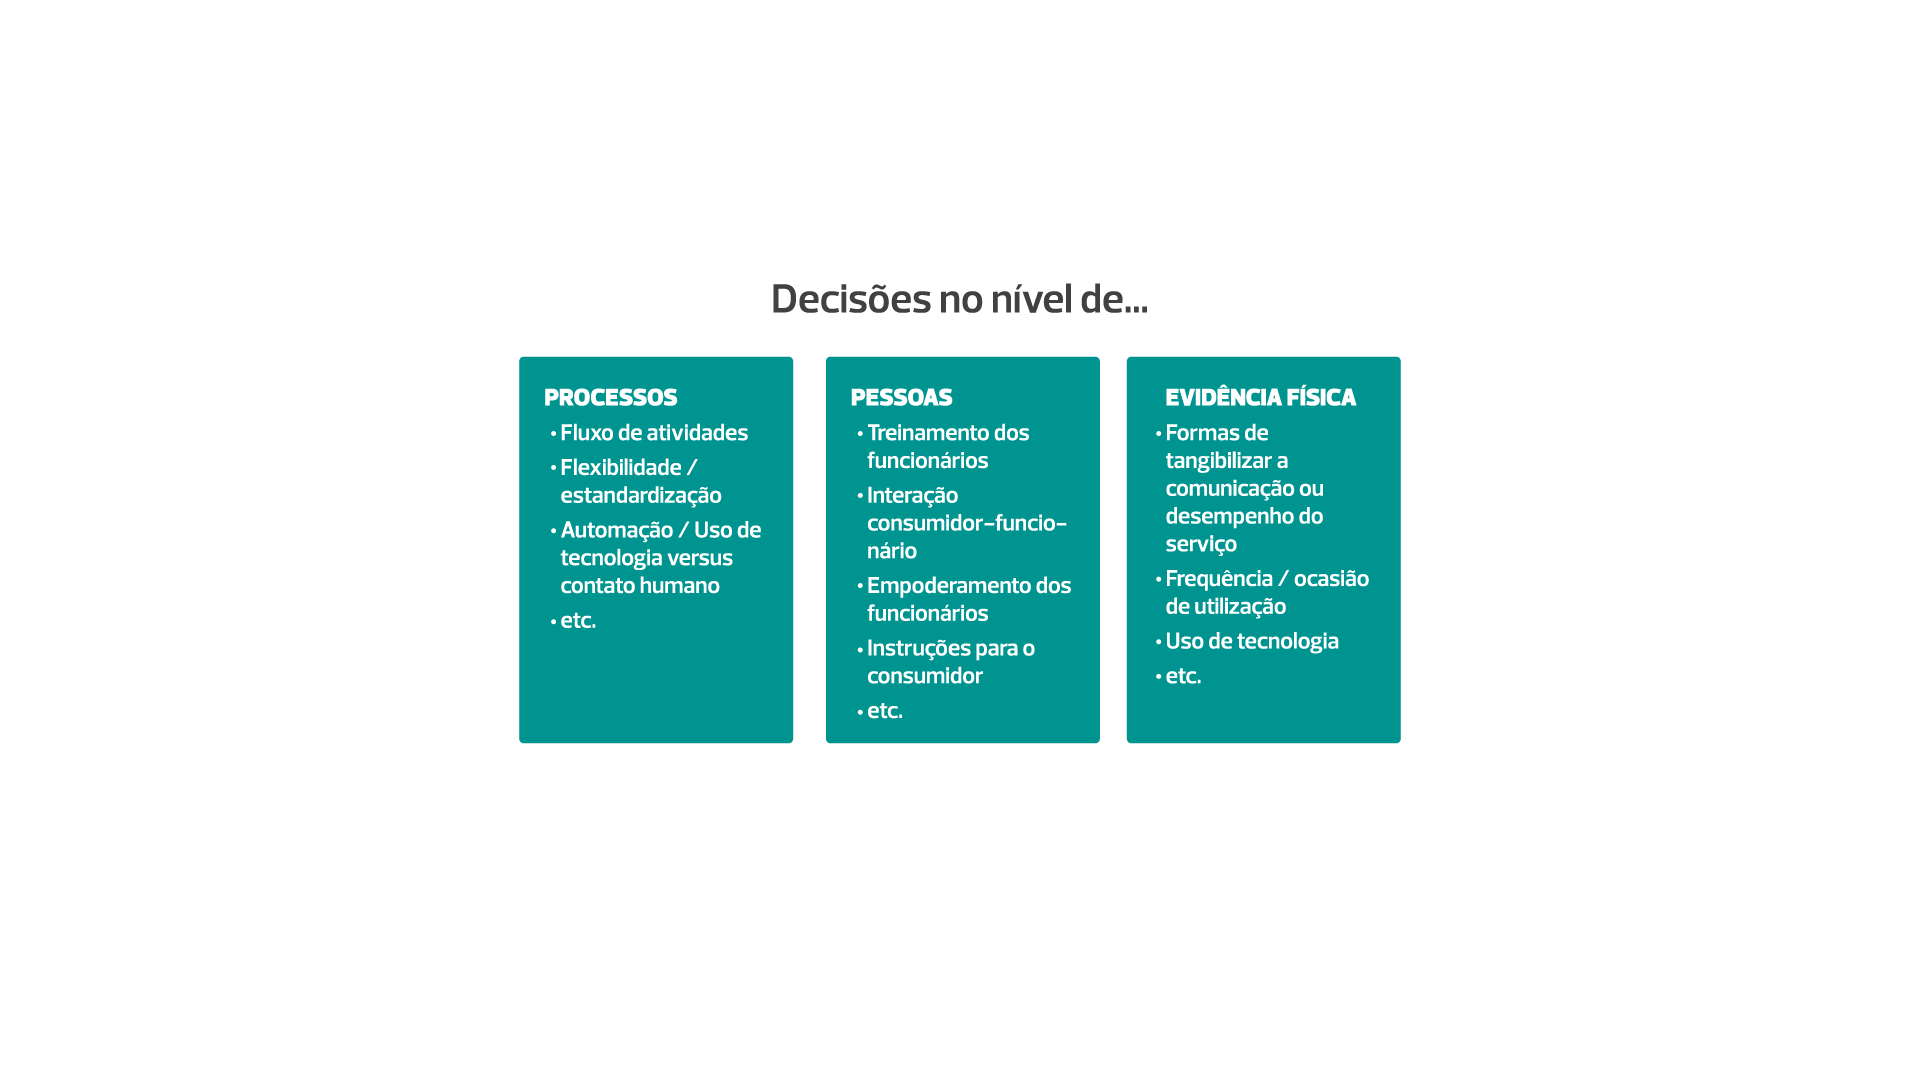 Decisões no nível de...
PROCESSOS
• Fluxo de atividades
• Flexibilidade /
estandardização
• Automação / Uso de
tecnologia versus
contato humano
• etc.
PESSOAS
• Treinamento dos
funcionários
• Interação
consumidor-funcio-
nário
• Empoderamento dos
funcionários
• Instruções para o
consumidor
• etc.
EVIDÊNCIA FÍSICA
• Formas de
tangibilizar a
comunicação ou
desempenho do
serviço
• Frequência / ocasião
de utilização
• Uso de tecnologia
• etc.